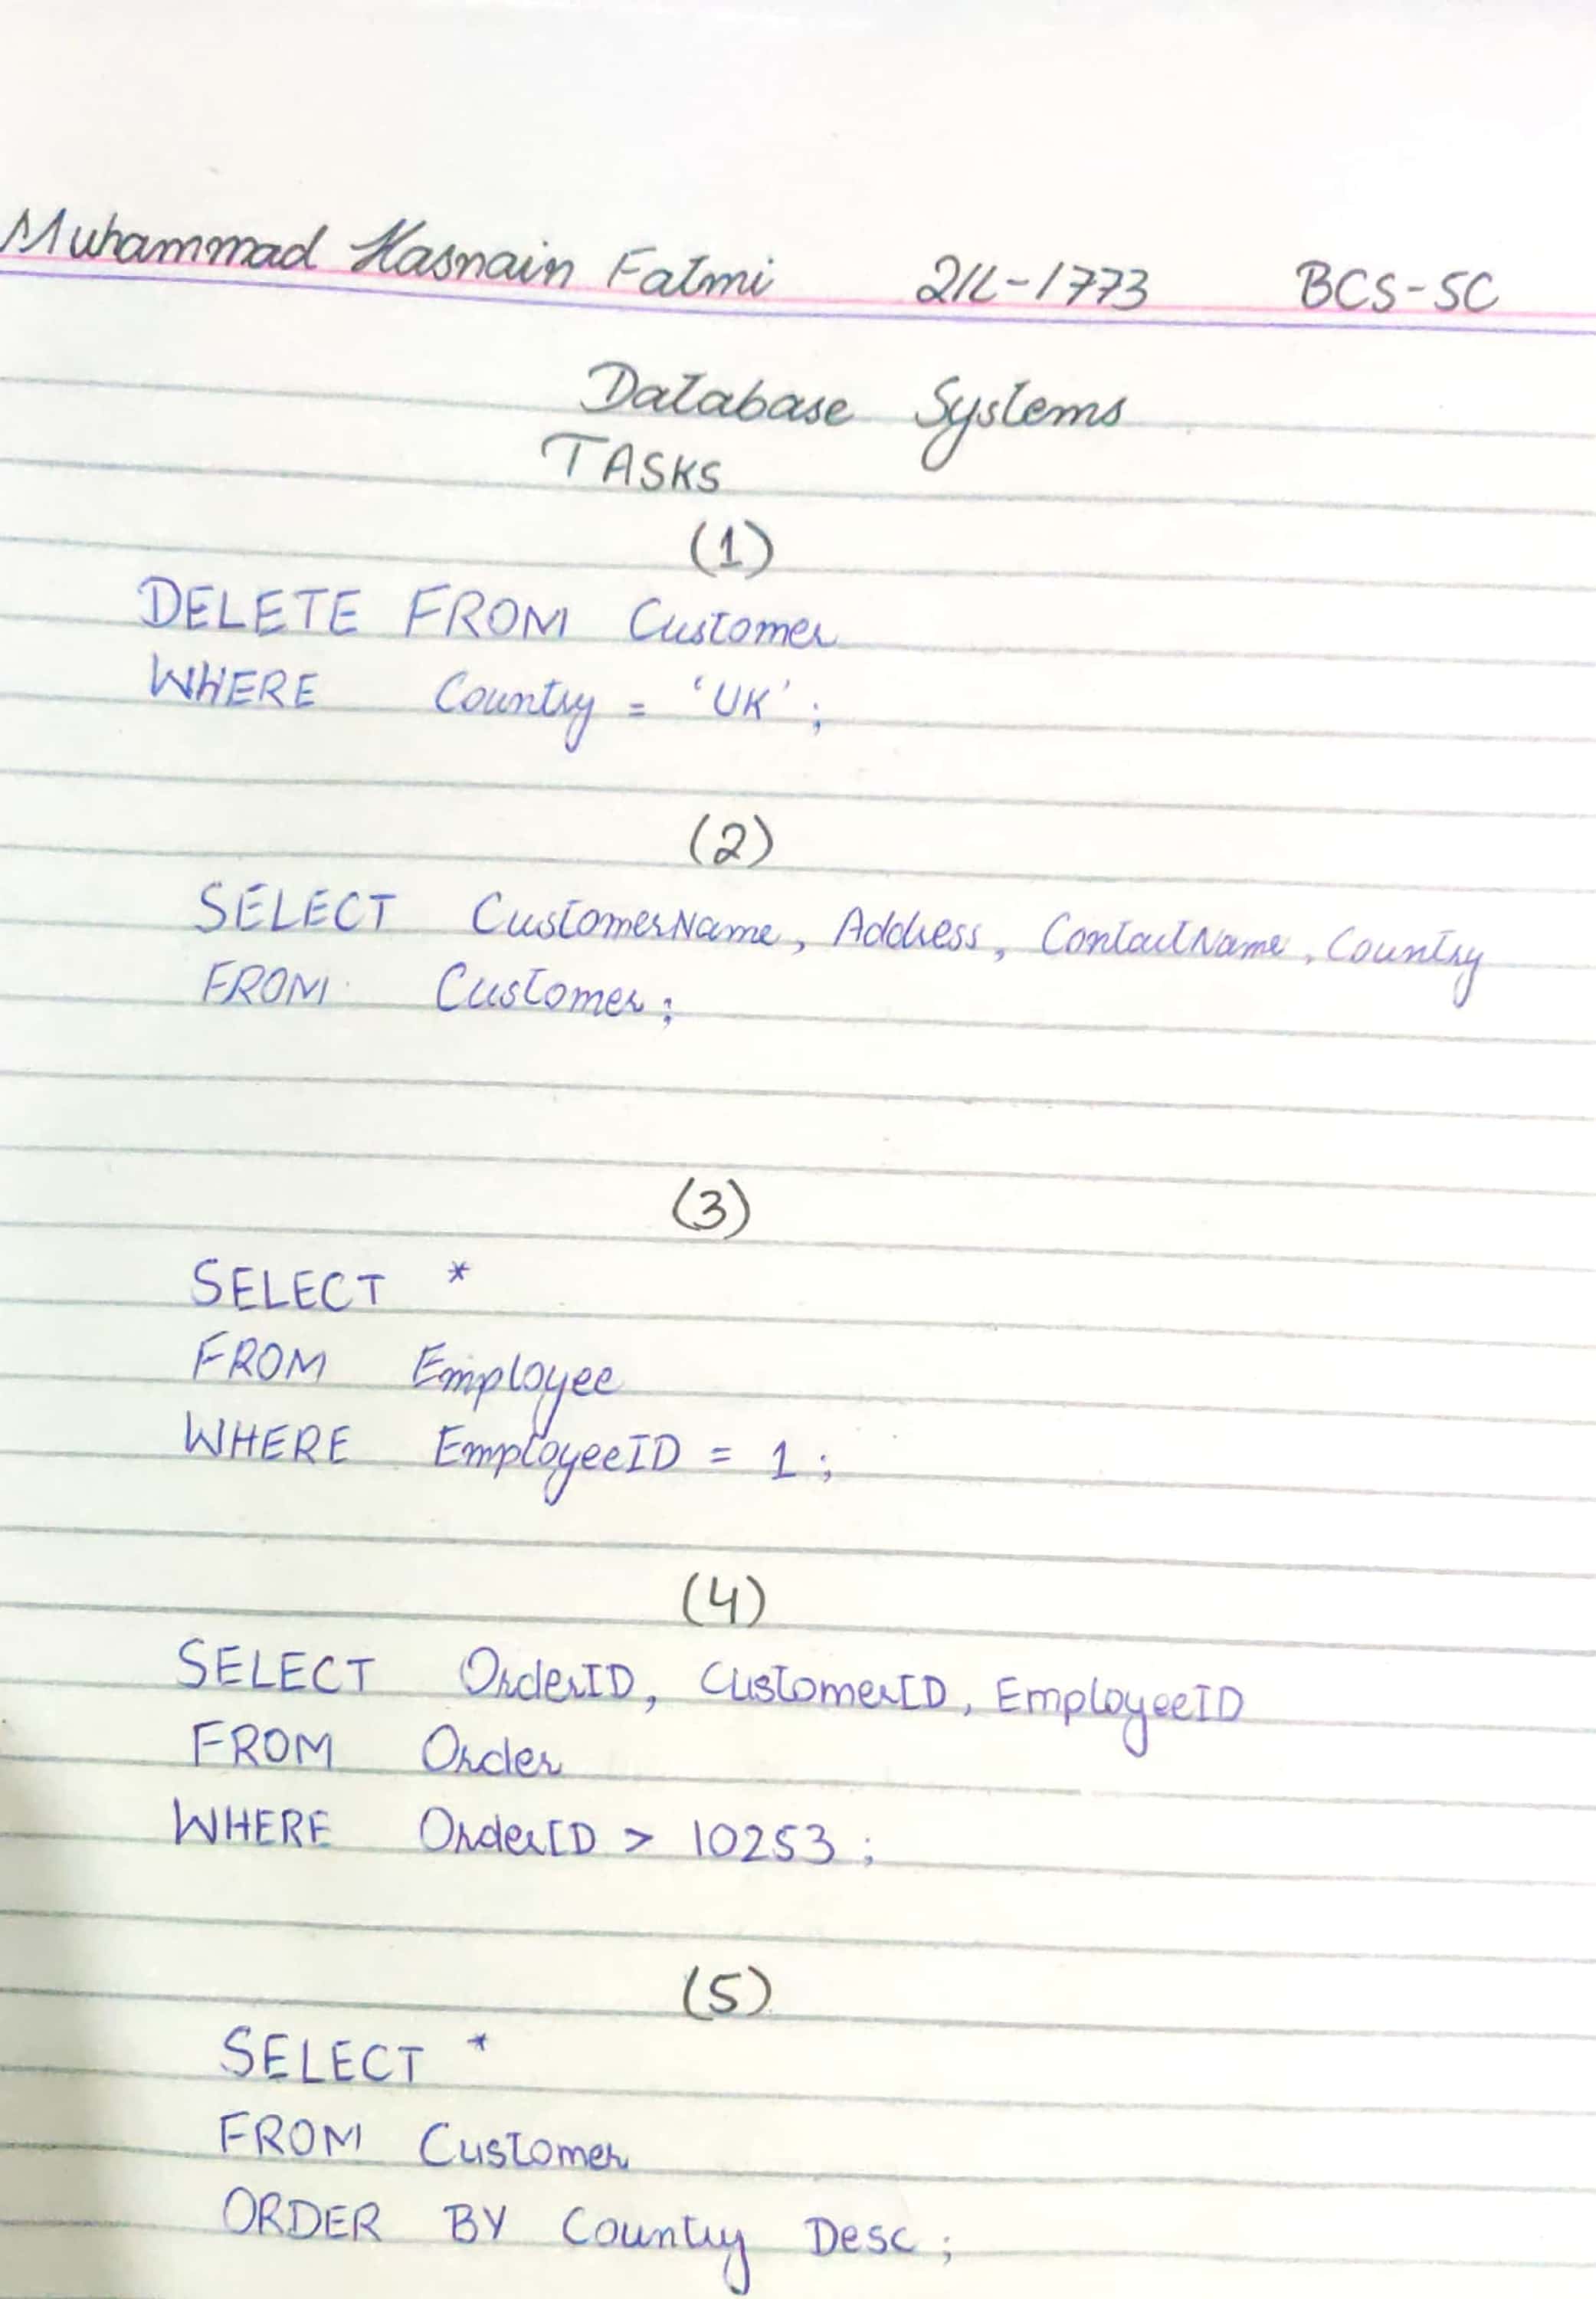 Muhammad Hasnain Fatmi 21L-1773 BCS-5C
Database Systems
TASKS
(1)
DELETE FROM Customer
WHERE Country = 'UK' ;
(2)
SELECT CustomerName, Address, ContactName, Country
FROM Customer ;
(3)
SELECT *
FROM Employee
WHERE EmployeeID = 1 ;
(4)
SELECT OrderID, CustomerID, EmployeeID
FROM Order
WHERE OrderID > 10253 ;
(5)
SELECT *
FROM Customer
ORDER BY Country Desc ;